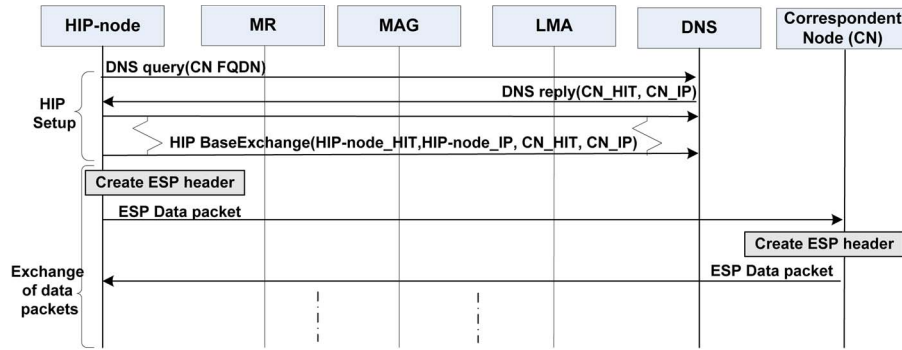 HIP-node
MR
MAG
LMA
DNS
Correspondent
Node (CN)
DNS query(CN FQDN)
DNS reply(CN_HIT, CN_IP)
HIP
Setup
HIP BaseExchange(HIP-node_HIT,HIP-node_IP, CN_HIT, CN_IP)
Create ESP header
ESP Data packet
Create ESP header
ESP Data packet
Exchange
of data
packets